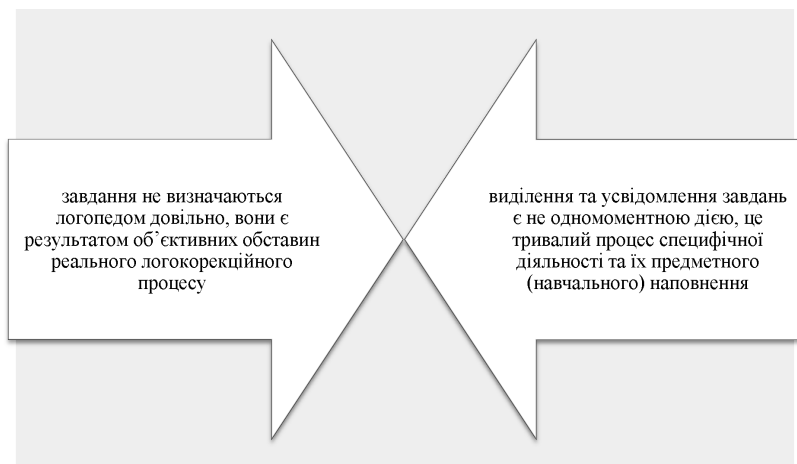 завдання не визначаються
логопедом довільно, вони є
результатом об’єктивних обставин
реального логокорекційного
процесу
виділення та усвідомлення завдань
є не одномоментною дією, це
тривалий процес специфічної
діяльності та їх предметного
(навчального) наповнення